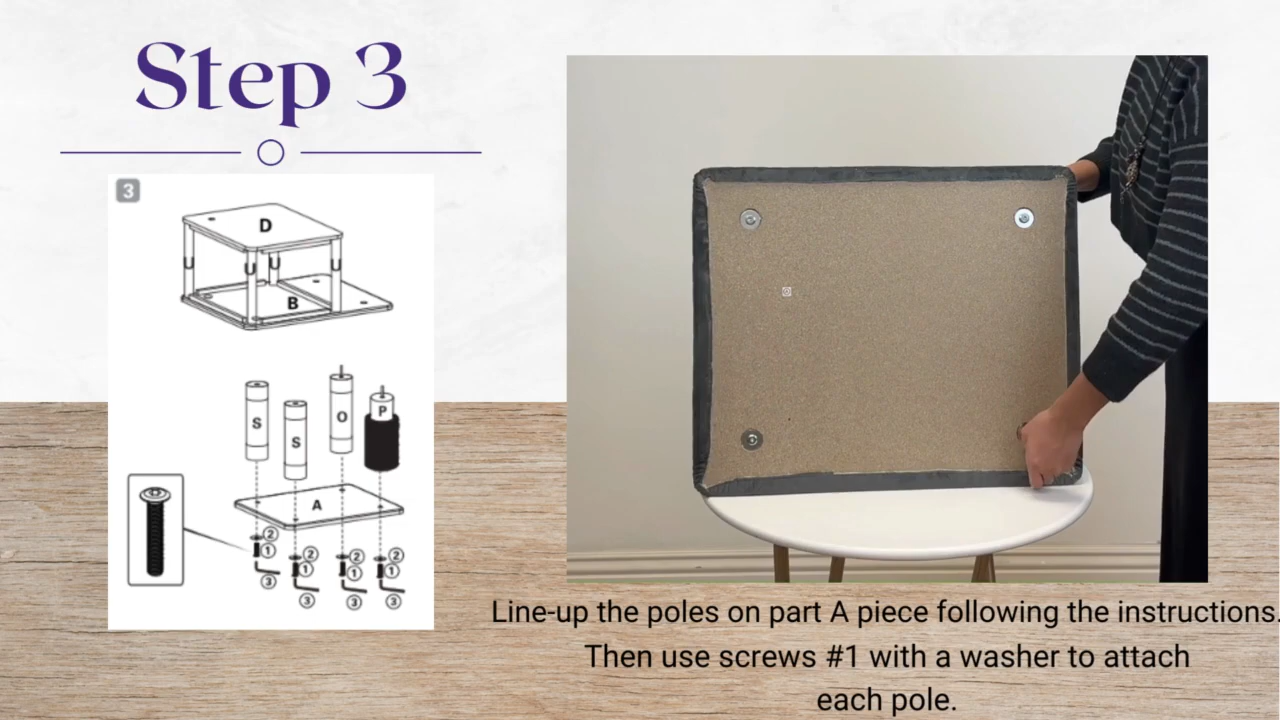 Step 3
3
D
B
S
S
O
P
A
2
1
3
2
1
3
2
1
3
2
1
3
Line-up the poles on part A piece following the instructions.
Then use screws #1 with a washer to attach
each pole.